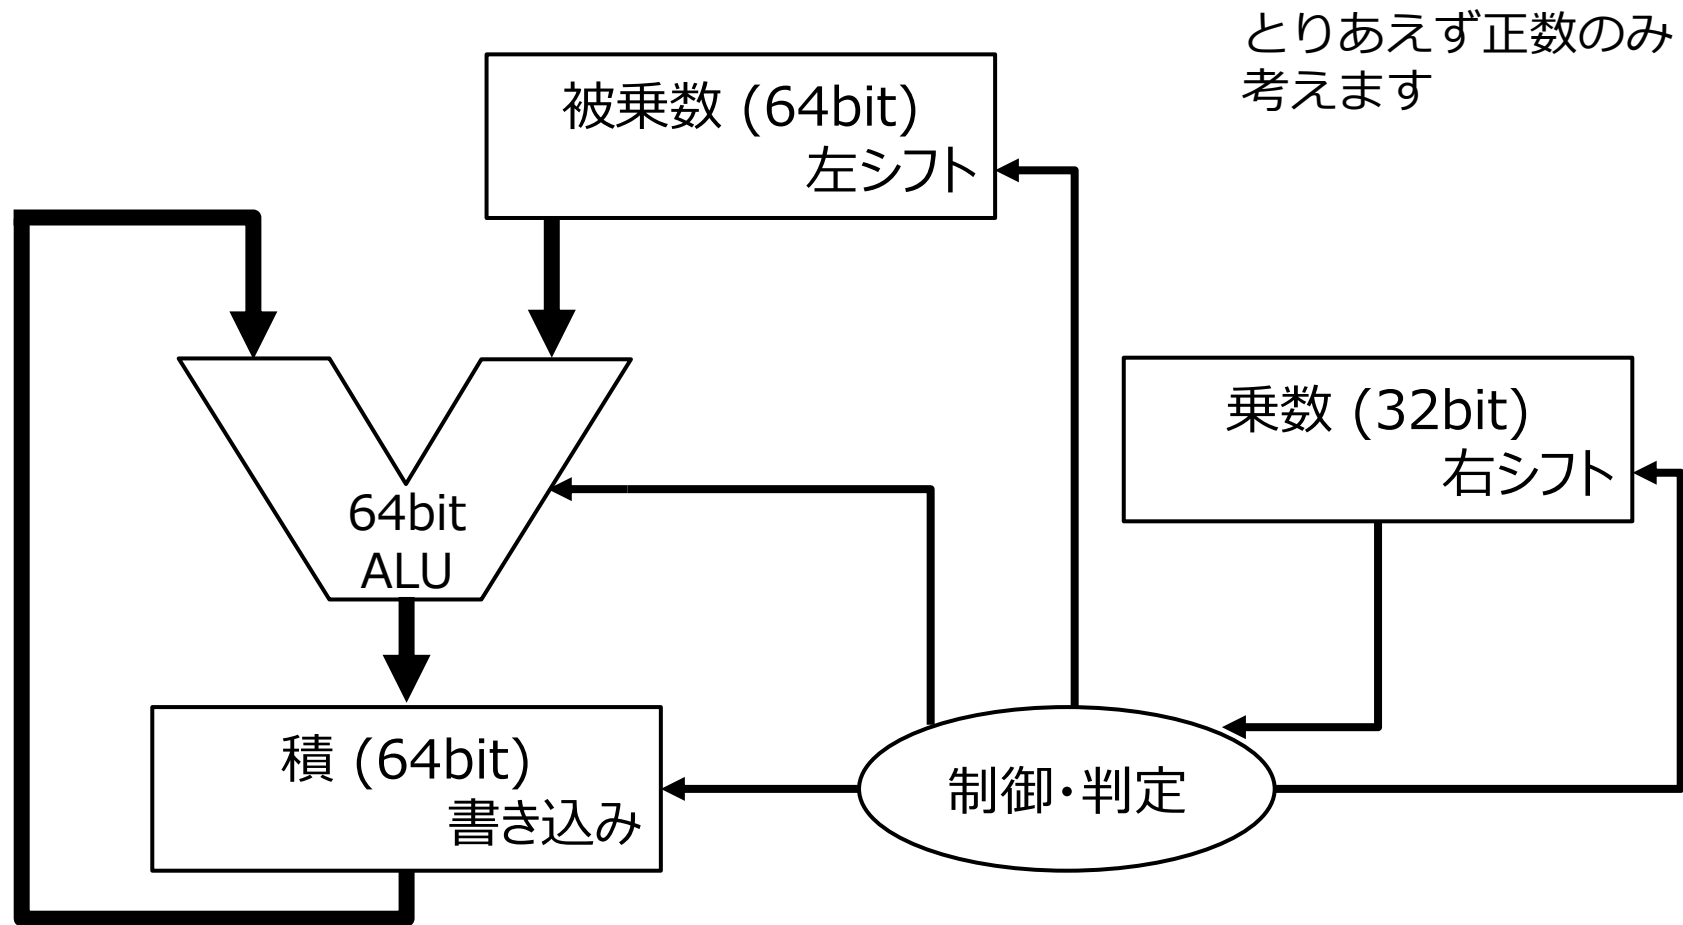 とりあえず正数のみ
考えます
被乗数 (64bit)
左シフト
乗数 (32bit)
右シフト
64bit
ALU
積 (64bit)
書き込み
制御・判定